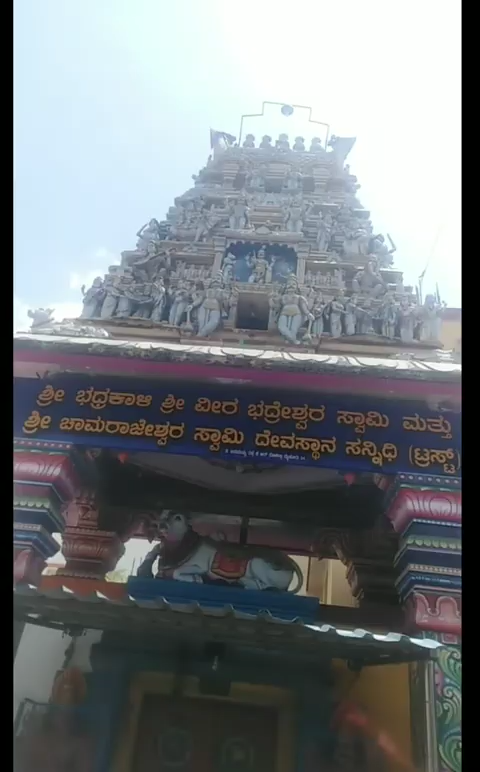 ಶ್ರೀ ಭದ್ರಕಾಳಿ ಶ್ರೀ ವೀರ ಭದ್ರೇಶ್ವರ ಸ್ವಾಮಿ ಮತ್ತು
ಶ್ರೀ ಚಾಮರಾಜೇಶ್ವರ ಸ್ವಾಮಿ ದೇವಸ್ಥಾನ ಸನ್ನಿಧಿ (ಟ್ರಸ್ಟ್)